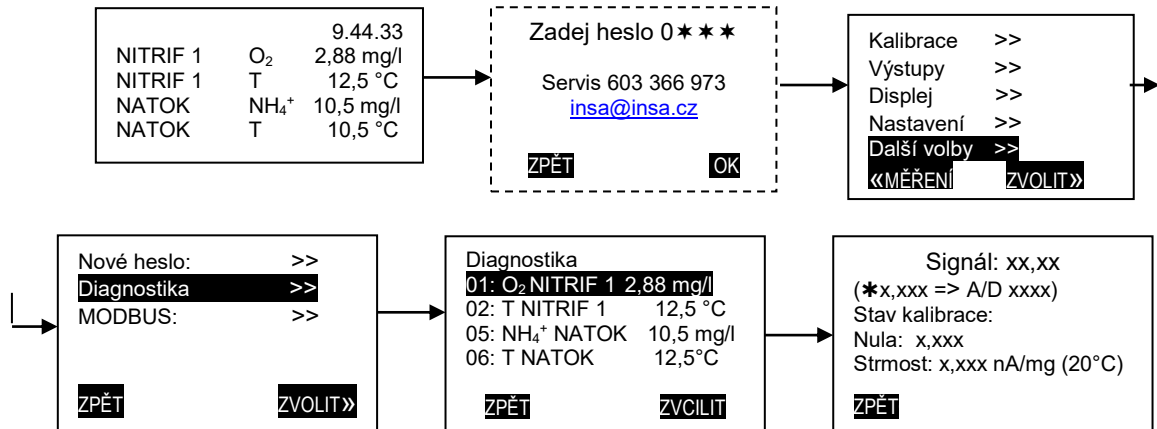 9.44.33
NITRIF 1 O₂ 2,88 mg/l
NITRIF 1 T 12,5 °C
NATOK NH₄⁺ 10,5 mg/l
NATOK T 10,5 °C
Zadej heslo 0✶✶✶
Servis 603 366 973
insa@insa.cz
ZPĚT OK
Kalibrace >>
Výstupy >>
Displej >>
Nastavení >>
Další volby >>
«MĚŘENÍ ZVOLIT»
Nové heslo: >>
Diagnostika >>
MODBUS: >>
ZPĚT ZVOLIT»
Diagnostika
01: O₂ NITRIF 1 2,88 mg/l
02: T NITRIF 1 12,5 °C
05: NH₄⁺ NATOK 10,5 mg/l
06: T NATOK 12,5°C
ZPĚT ZVCILIT
Signál: xx,xx
(✶x,xxx => A/D xxxx)
Stav kalibrace:
Nula: x,xxx
Strmost: x,xxx nA/mg (20°C)
ZPĚT